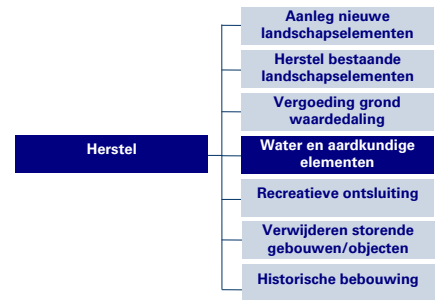 Aanleg nieuwe
landschapselementen
Herstel bestaande
landschapselementen
Vergoeding grond
waardedaling
Herstel
Water en aardkundige
elementen
Recreatieve ontsluiting
Verwijderen storende
gebouwen/objecten
Historische bebouwing